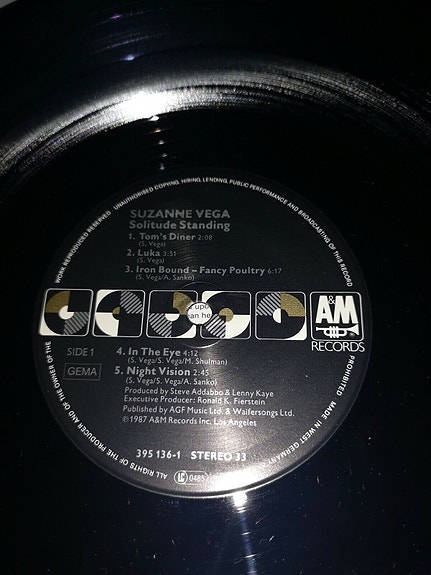 WORK REPRODUCED RESERVED. UNAUTHORISED COPYING, HIRING, LENDING, PUBLIC PERFORMANCE AND BROADCASTING OF THIS RECORD
SUZANNE VEGA
Solitude Standing
1. Tom's Diner 2:08
(S. Vega)
2. Luka 3:51
(S. Vega)
3. Iron Bound – Fancy Poultry 6:17
(S. Vega/A. Sanko)
upo
ean he
A&M
RECORDS
SIDE 1
GEMA
4. In The Eye 4:12
(S. Vega/S. Vega/M. Shulman)
5. Night Vision 2:45
(S. Vega/S. Vega/A. Sanko)
Produced by Steve Addabbo & Lenny Kaye
Executive Producer: Ronald K. Fierstein
Published by AGF Music Ltd. & Waifersongs Ltd.
℗ 1987 A&M Records Inc. Los Angeles
395 136-1 STEREO 33
LC 0485
ALL RIGHTS OF THE PRODUCER AND OF THE OWNER OF THE
PROHIBITED MADE IN WEST GERMANY